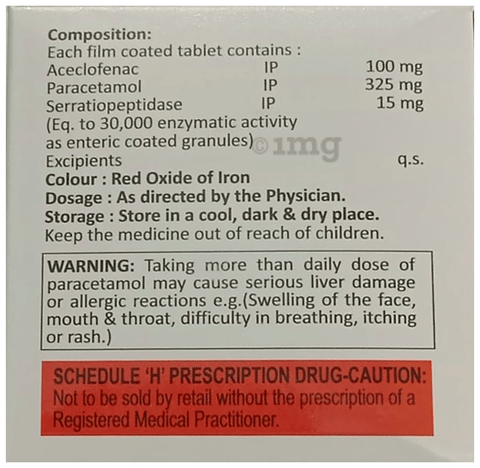 Composition:
Each film coated tablet contains :
Aceclofenac IP 100 mg
Paracetamol IP 325 mg
Serratiopeptidase IP 15 mg
(Eq. to 30,000 enzymatic activity
as enteric coated granules)
© 1mg
Excipients q.s.
Colour : Red Oxide of Iron
Dosage : As directed by the Physician.
Storage : Store in a cool, dark & dry place.
Keep the medicine out of reach of children.
WARNING: Taking more than daily dose of
paracetamol may cause serious liver damage
or allergic reactions e.g.(Swelling of the face,
mouth & throat, difficulty in breathing, itching
or rash.)
SCHEDULE ‘H’ PRESCRIPTION DRUG-CAUTION:
Not to be sold by retail without the prescription of a
Registered Medical Practitioner.